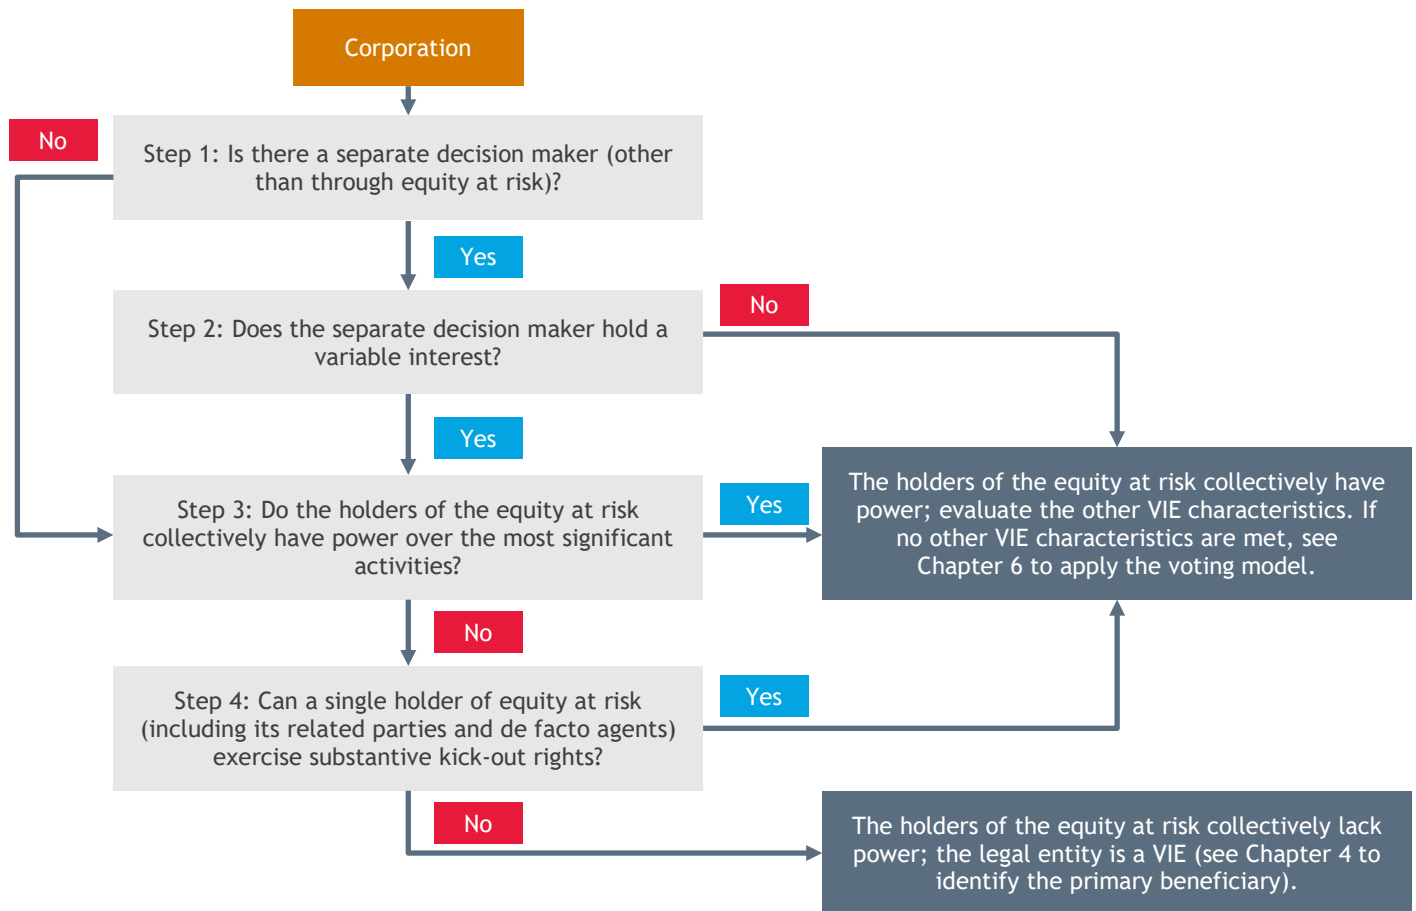 Corporation
No
Step 1: Is there a separate decision maker (other
than through equity at risk)?
Yes
No
Step 2: Does the separate decision maker hold a
variable interest?
Yes
Step 3: Do the holders of the equity at risk
collectively have power over the most significant
activities?
Yes
The holders of the equity at risk collectively have
power; evaluate the other VIE characteristics. If
no other VIE characteristics are met, see
Chapter 6 to apply the voting model.
No
Step 4: Can a single holder of equity at risk
(including its related parties and de facto agents)
exercise substantive kick-out rights?
Yes
No
The holders of the equity at risk collectively lack
power; the legal entity is a VIE (see Chapter 4 to
identify the primary beneficiary).